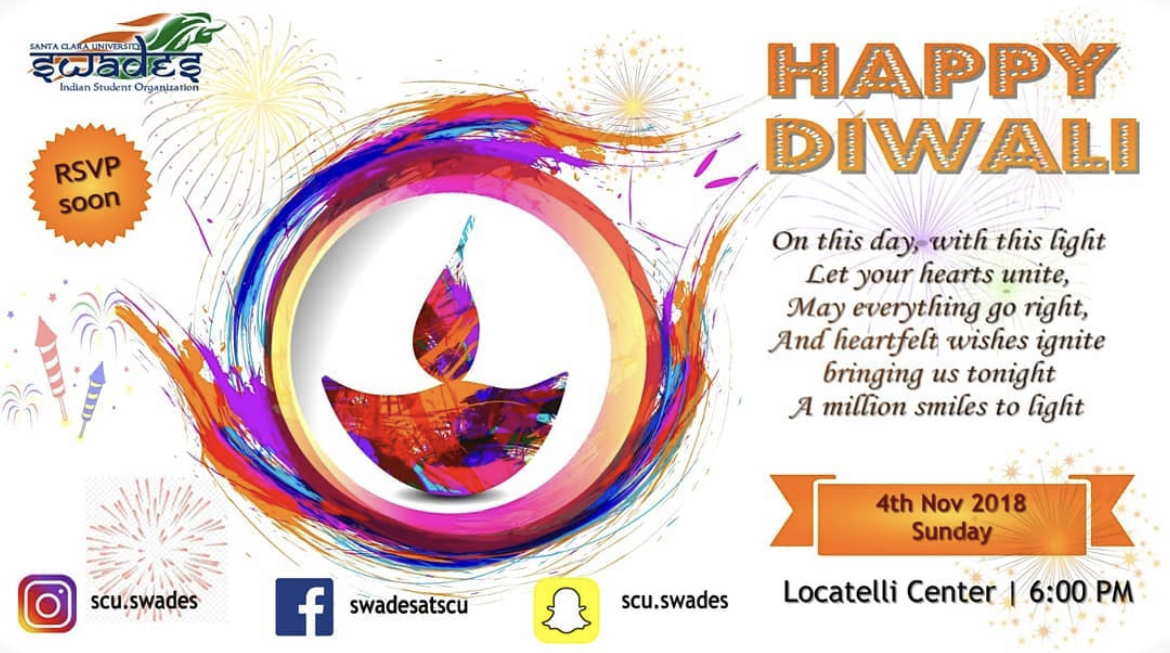 SANTA CLARA UNIVERSITY
swades
Indian Student Organization
RSVP
soon
HAPPY
DIWALI
On this day, with this light
Let your hearts unite,
May everything go right,
And heartfelt wishes ignite
bringing us tonight
A million smiles to light
4th Nov 2018
Sunday
Locatelli Center | 6:00 PM
scu.swades
swadesatscu
scu.swades